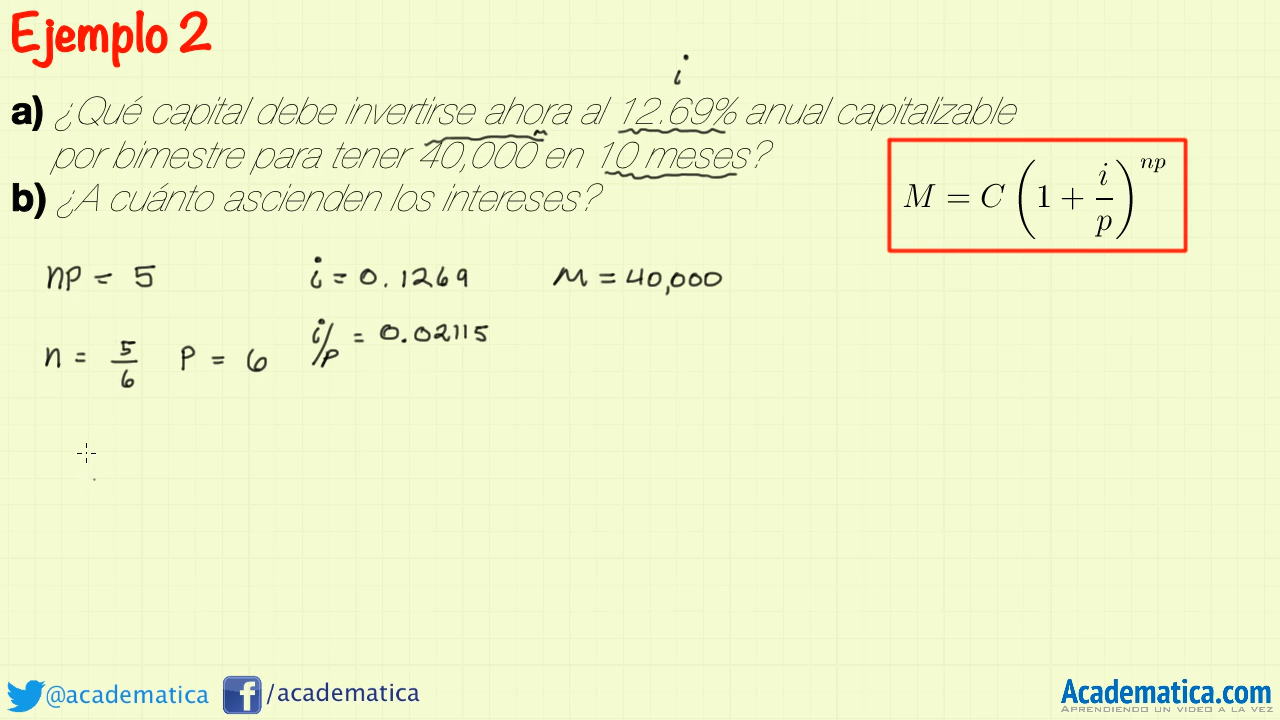 Ejemplo 2
i
a) ¿Qué capital debe invertirse ahora al 12.69% anual capitalizable
por bimestre para tener 40,000 en 10 meses?
b) ¿A cuánto ascienden los intereses?
M = C (1 + i/p)^np
np = 5 i = 0.1269 M = 40,000
n = 5/6 P = 6 i/p = 0.02115
@academatica /academatica
Academatica.com
APRENDIENDO UN VIDEO A LA VEZ